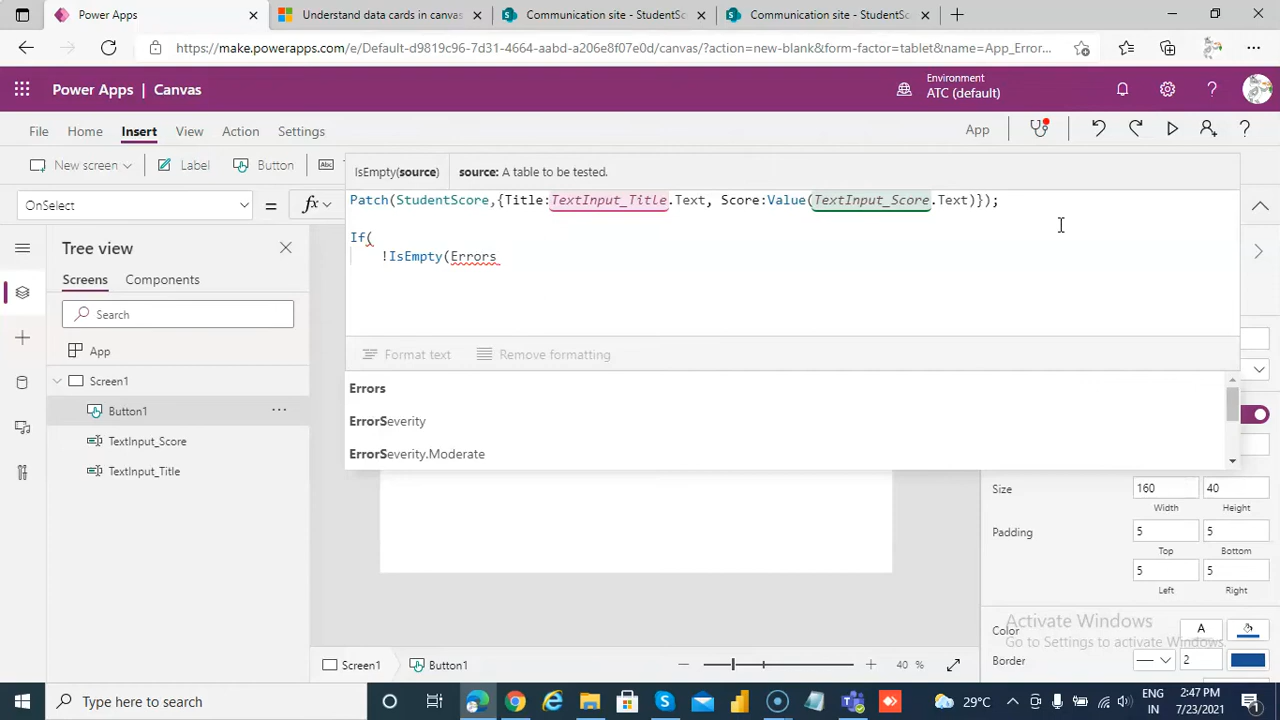 Power Apps
Understand data cards in canvas
Communication site - StudentSco
Communication site - StudentSco
https://make.powerapps.com/e/Default-d9819c96-7d31-4664-aabd-a206e8f07e0d/canvas/?action=new-blank&form-factor=tablet&name=App_Error...
Power Apps | Canvas
Environment
ATC (default)
File Home Insert View Action Settings
App
New screen
Label
Button
Abc
IsEmpty(source)
source: A table to be tested.
OnSelect
= fx
Patch(StudentScore,{Title:TextInput_Title.Text, Score:Value(TextInput_Score.Text)});
If(
!IsEmpty(Errors
Tree view
Screens Components
Search
App
Screen1
Button1
TextInput_Score
TextInput_Title
Format text
Remove formatting
Errors
ErrorSeverity
ErrorSeverity.Moderate
Size
160 40
Width Height
Padding
5 5
Top Bottom
5 5
Left Right
Color
A
Border
2
Activate Windows
Go to Settings to activate Windows.
Screen1
Button1
40 %
Type here to search
29°C
ENG
IN
2:47 PM
7/23/2021
1